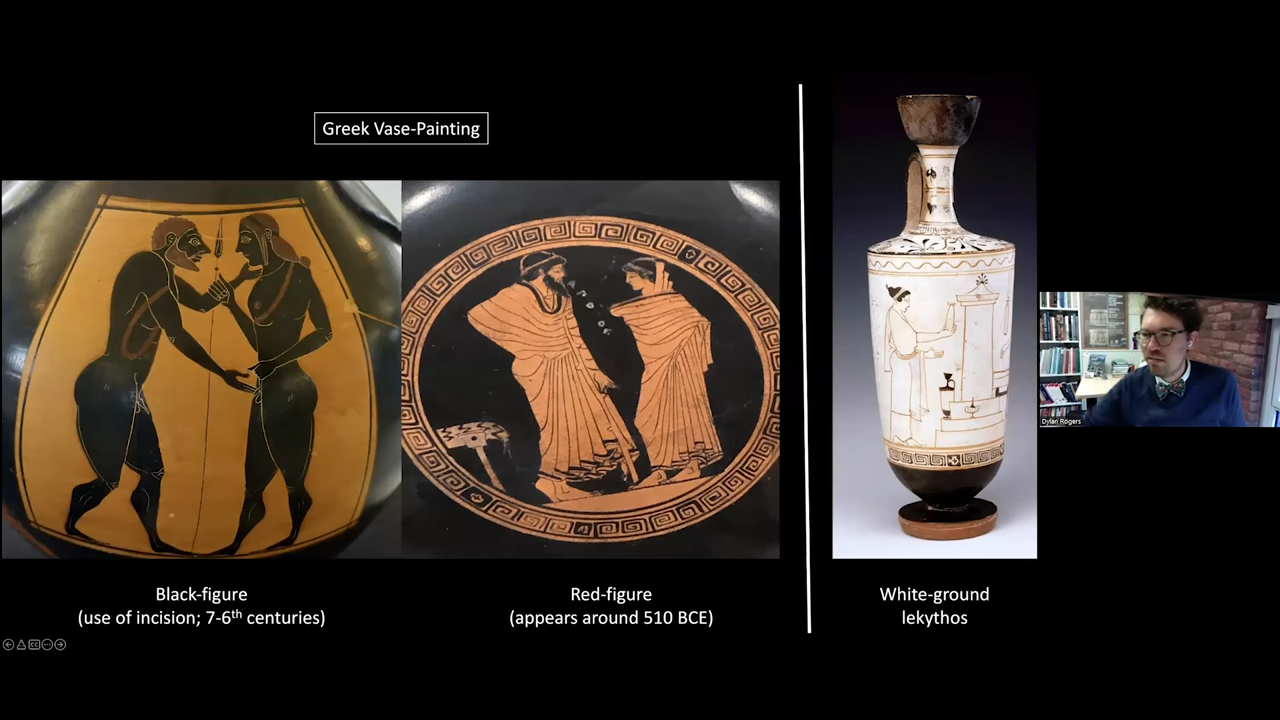 Greek Vase-Painting
Black-figure
(use of incision; 7-6th centuries)
Red-figure
(appears around 510 BCE)
White-ground
lekythos
Dylan Rogers